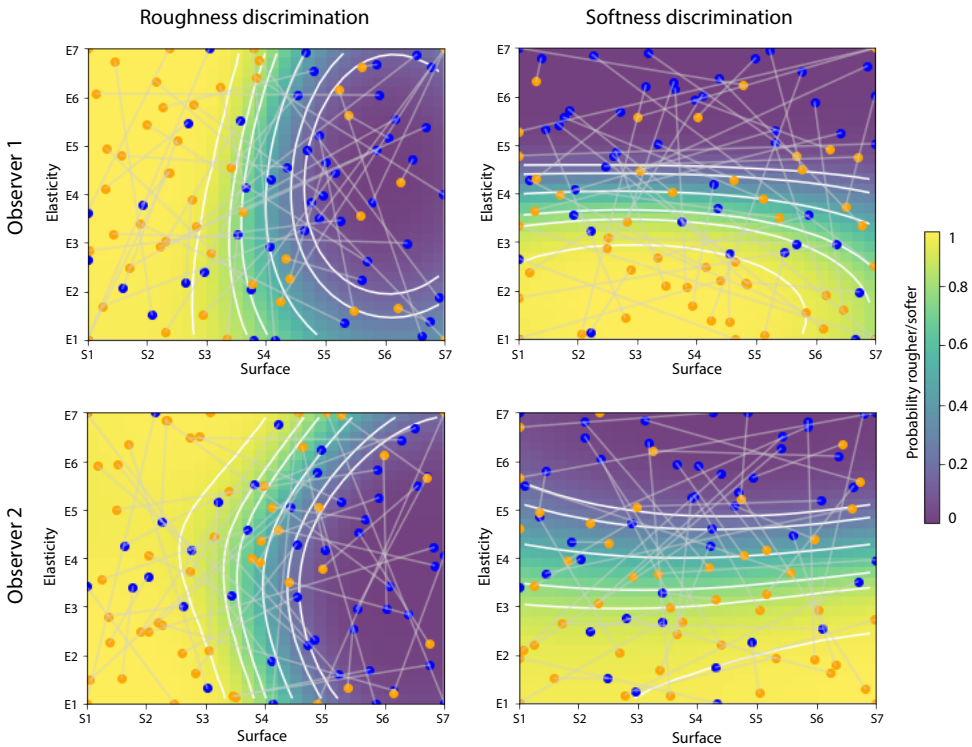 Roughness discrimination
Softness discrimination
Observer 1
Elasticity
E7
E6
E5
E4
E3
E2
E1
S1 S2 S3 S4 S5 S6 S7
Surface
Elasticity
E7
E6
E5
E4
E3
E2
E1
S1 S2 S3 S4 S5 S6 S7
Surface
Observer 2
Elasticity
E7
E6
E5
E4
E3
E2
E1
S1 S2 S3 S4 S5 S6 S7
Surface
Elasticity
E7
E6
E5
E4
E3
E2
E1
S1 S2 S3 S4 S5 S6 S7
Surface
Probability rougher/softer
1
0.8
0.6
0.4
0.2
0